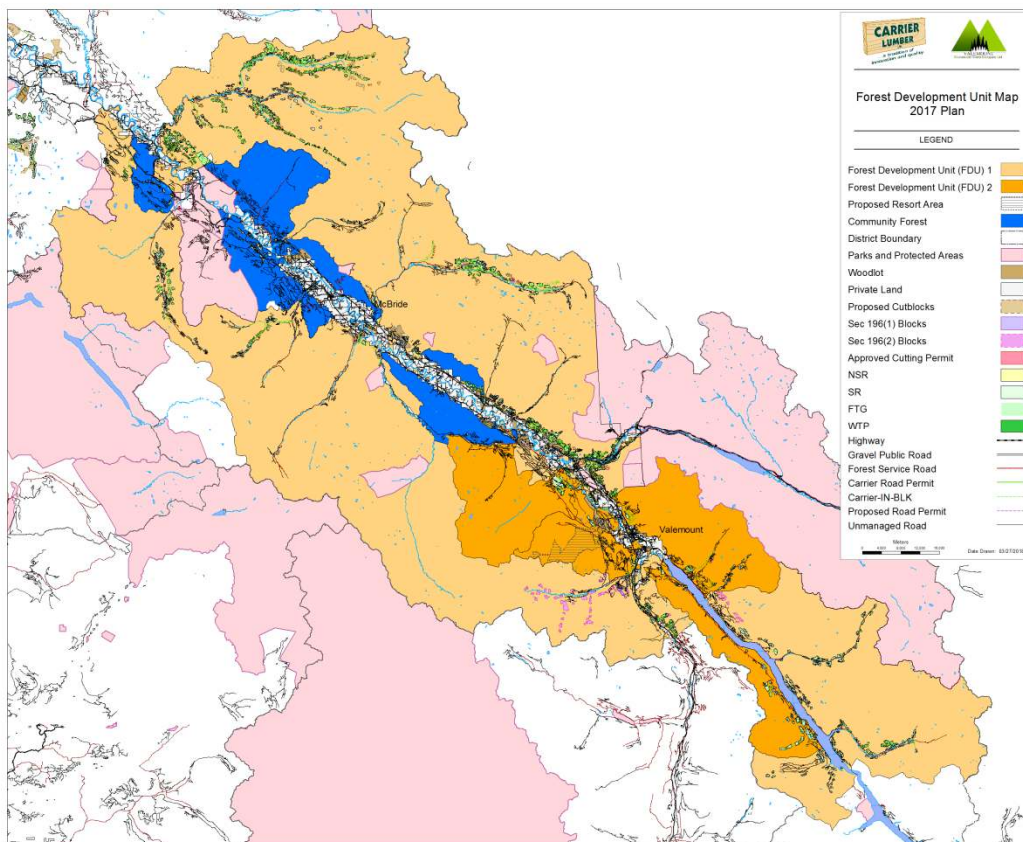 CARRIER
LUMBER
Forest Development Unit Map
2017 Plan
LEGEND
Forest Development Unit (FDU) 1
Forest Development Unit (FDU) 2
Proposed Resort Area
Community Forest
District Boundary
Parks and Protected Areas
Woodlot
Private Land
Proposed Cutblocks
Sec 196(1) Blocks
Sec 196(2) Blocks
Approved Cutting Permit
NSR
SR
FTG
WTP
Highway
Gravel Public Road
Forest Service Road
Carrier Road Permit
Carrier-IN-BLK
Proposed Road Permit
Unmanaged Road
Meters
Date Drawn:
McBride
Valemount